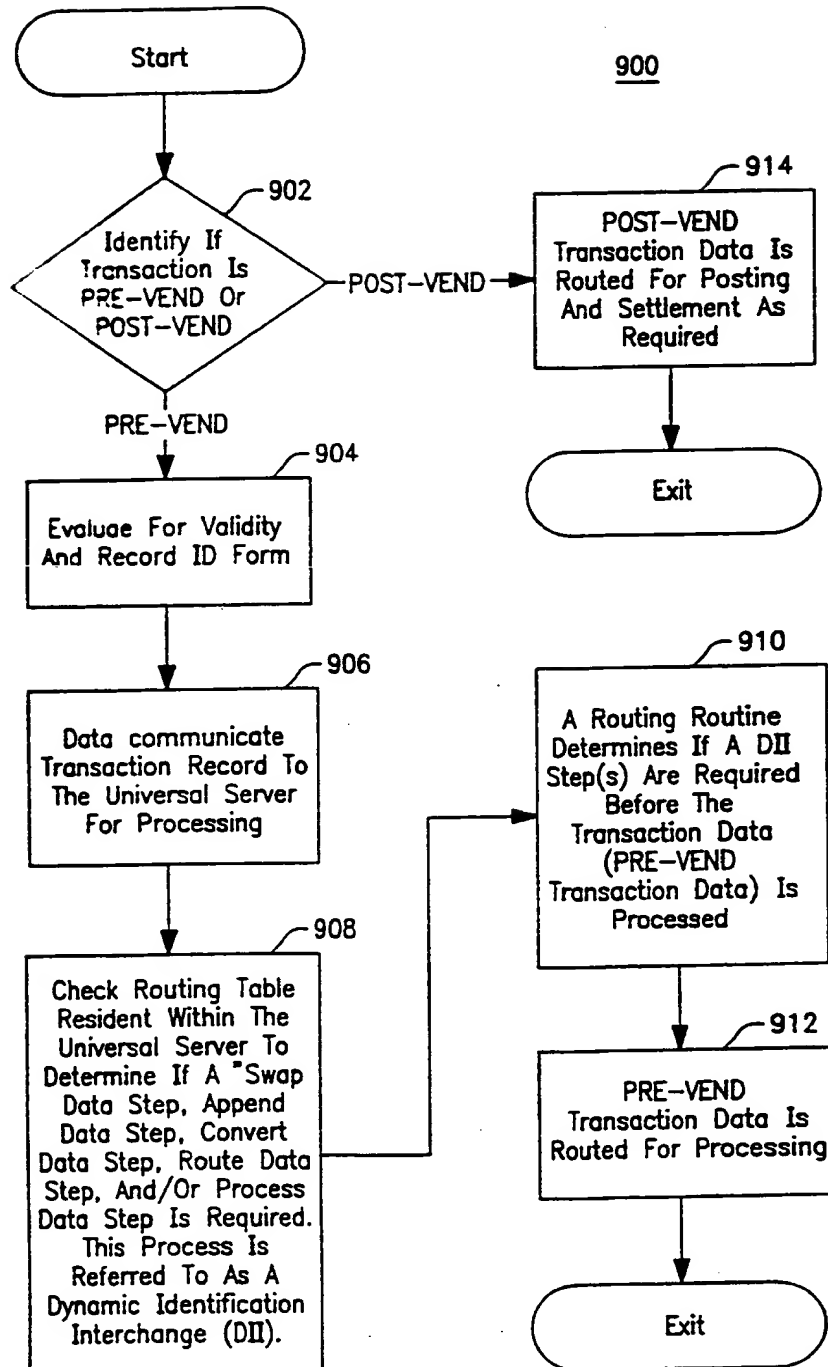 Start
900
902
Identify If
Transaction Is
PRE-VEND Or
POST-VEND
POST-VEND
914
POST-VEND
Transaction Data Is
Routed For Posting
And Settlement As
Required
Exit
PRE-VEND
904
Evaluae For Validity
And Record ID Form
906
Data communicate
Transaction Record To
The Universal Server
For Processing
908
Check Routing Table
Resident Within The
Universal Server To
Determine If A "Swap
Data Step, Append
Data Step, Convert
Data Step, Route Data
Step, And/Or Process
Data Step Is Required.
This Process Is
Referred To As A
Dynamic Identification
Interchange (DII).
910
A Routing Routine
Determines If A DII
Step(s) Are Required
Before The
Transaction Data
(PRE-VEND
Transaction Data) Is
Processed
912
PRE-VEND
Transaction Data Is
Routed For Processing
Exit